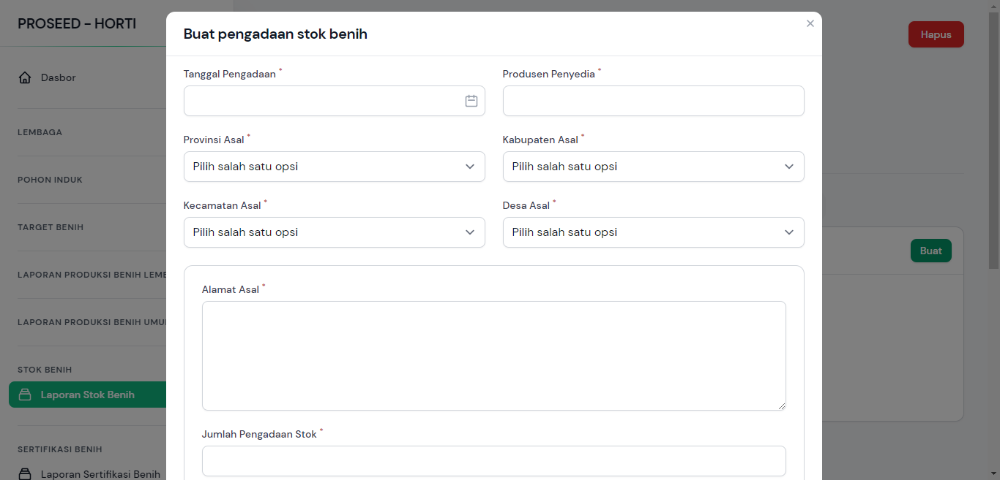 PROSEED - HORTI
Dasbor
LEMBAGA
POHON INDUK
TARGET BENIH
LAPORAN PRODUKSI BENIH
LAPORAN PRODUKSI BENIH
STOK BENIH
Laporan Stok Benih
SERTIFIKASI BENIH
Laporan Sertifikasi Benih
Hapus
Buat
Buat pengadaan stok benih
Tanggal Pengadaan *
Produsen Penyedia *
Provinsi Asal *
Kabupaten Asal *
Pilih salah satu opsi
Pilih salah satu opsi
Kecamatan Asal *
Desa Asal *
Pilih salah satu opsi
Pilih salah satu opsi
Alamat Asal *
Jumlah Pengadaan Stok *